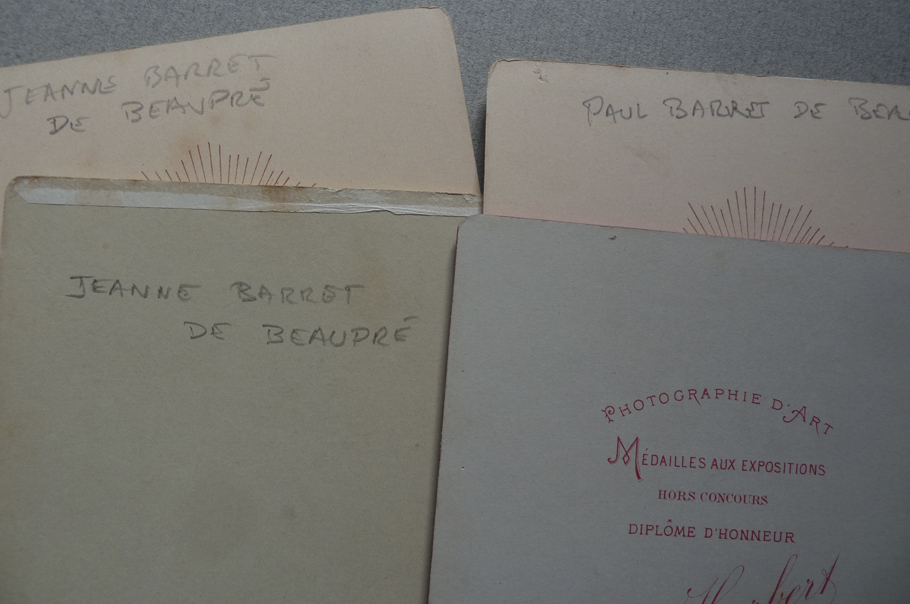 JEANNE BARRET
DE BEAUPRÉ
PAUL BARRET DE
JEANNE BARRET
DE BEAUPRÉ
PHOTOGRAPHIE D'ART
MÉDAILLES AUX EXPOSITIONS
HORS CONCOURS
DIPLÔME D'HONNEUR